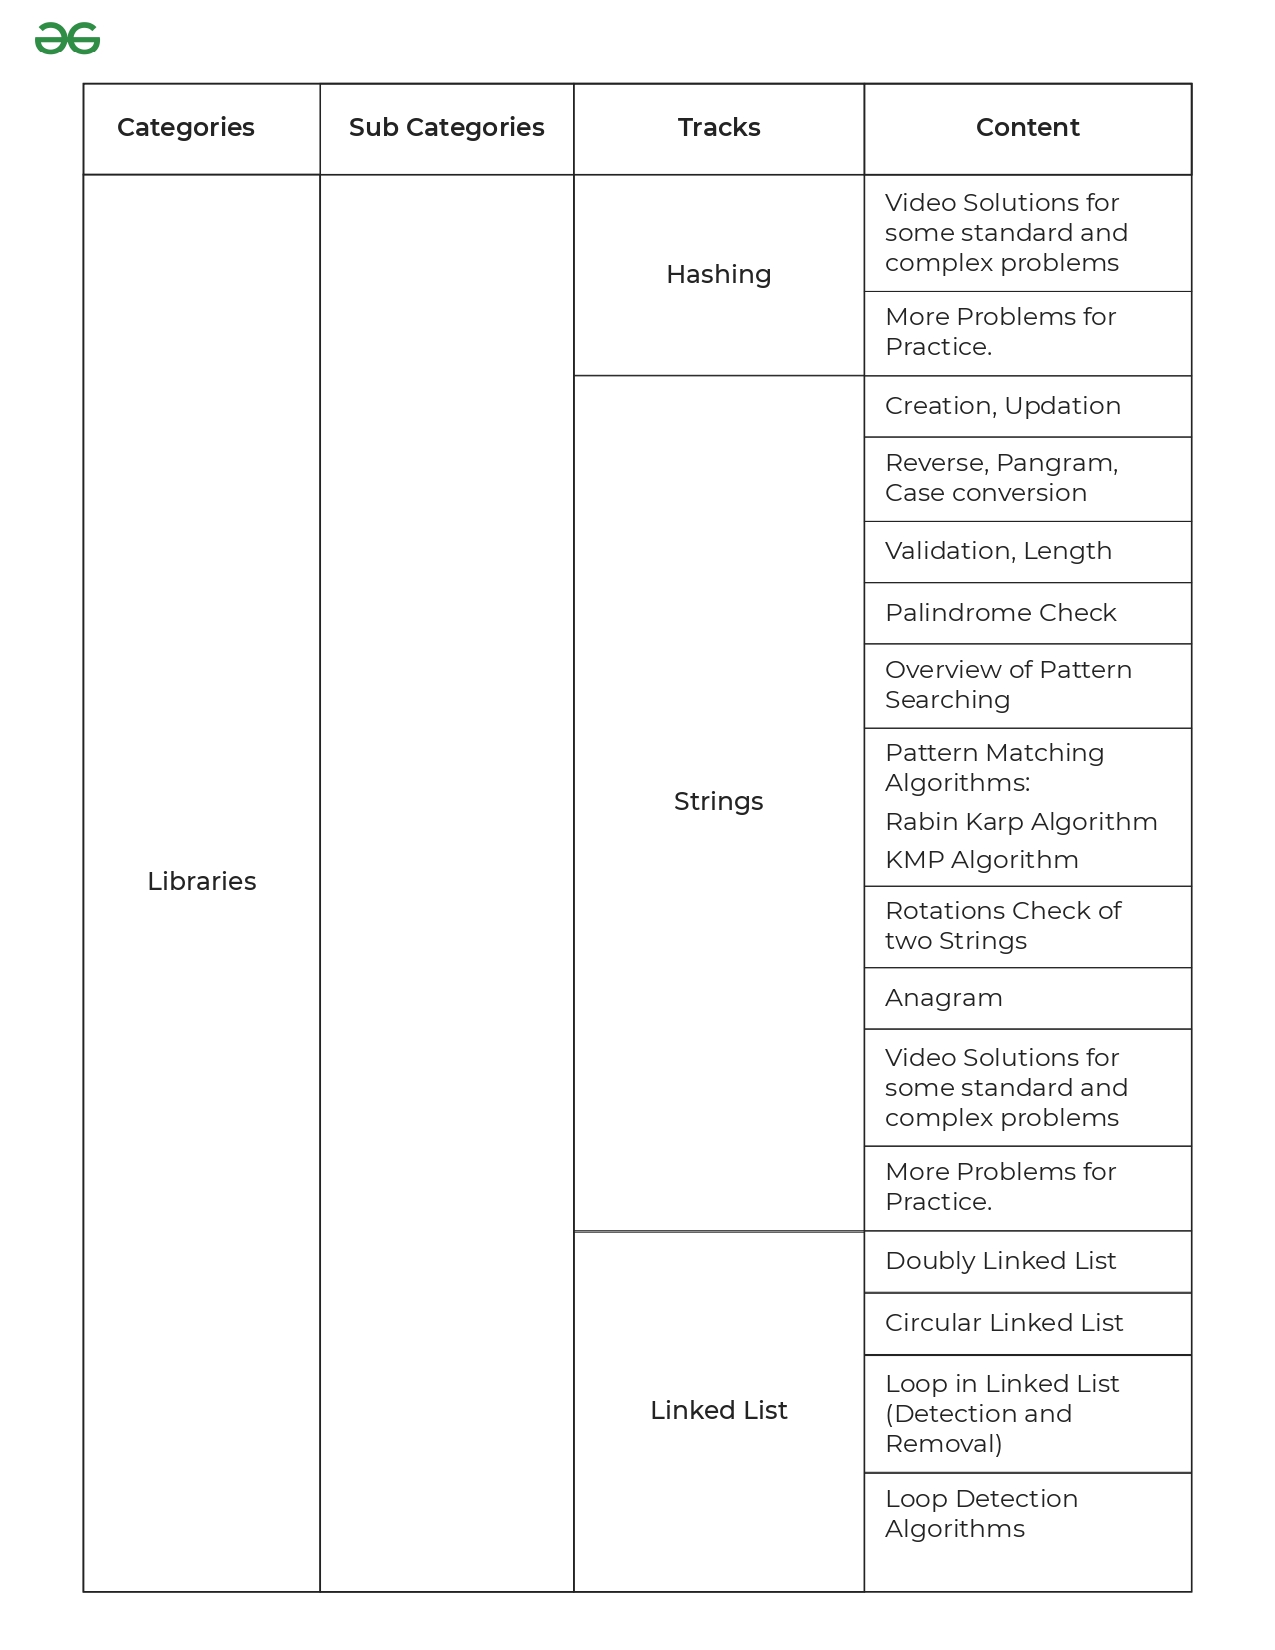 Categories
Sub Categories
Tracks
Content
Libraries
Hashing
Video Solutions for
some standard and
complex problems
More Problems for
Practice.
Strings
Creation, Updation
Reverse, Pangram,
Case conversion
Validation, Length
Palindrome Check
Overview of Pattern
Searching
Pattern Matching
Algorithms:
Rabin Karp Algorithm
KMP Algorithm
Rotations Check of
two Strings
Anagram
Video Solutions for
some standard and
complex problems
More Problems for
Practice.
Linked List
Doubly Linked List
Circular Linked List
Loop in Linked List
(Detection and
Removal)
Loop Detection
Algorithms